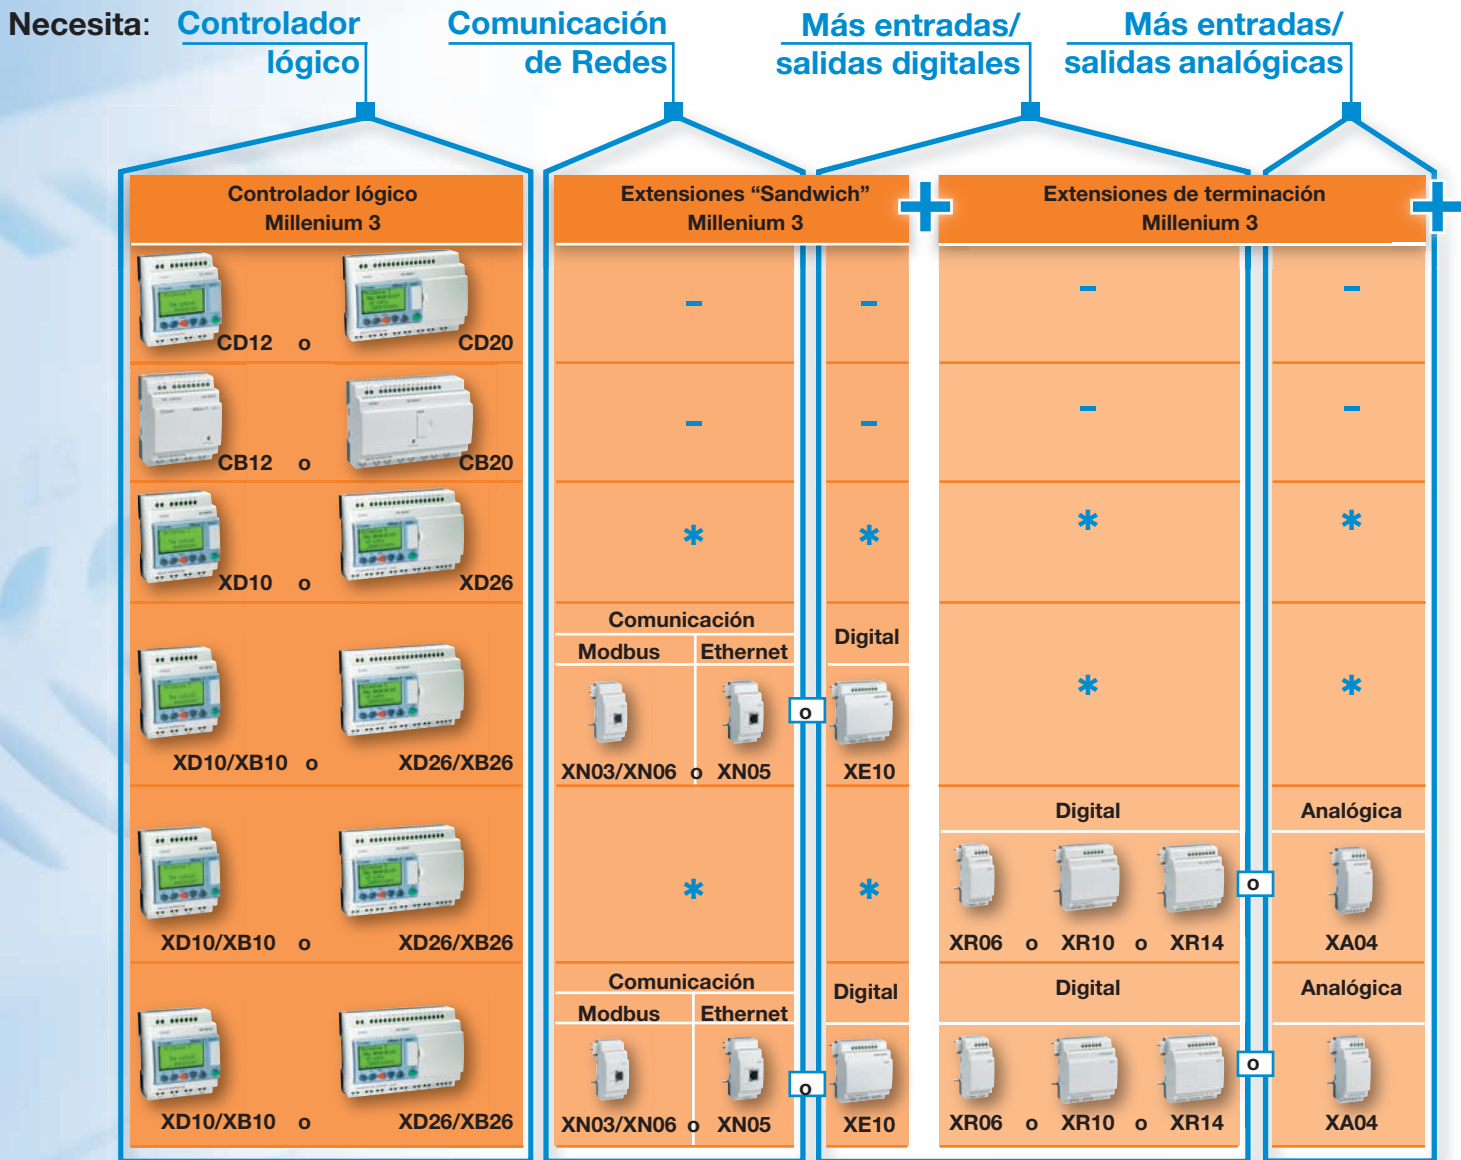 Necesita:
Controlador
lógico
Comunicación
de Redes
Más entradas/
salidas digitales
Más entradas/
salidas analógicas
Controlador lógico
Millenium 3
Extensiones “Sandwich”
Millenium 3
+
Extensiones de terminación
Millenium 3
+
CD12 o CD20
- - - -
CB12 o CB20
- - - -
XD10 o XD26
* * * *
Comunicación
Modbus Ethernet
Digital
* *
o
XD10/XB10 o XD26/XB26
XN03/XN06 o XN05
XE10
Digital
Analógica
* *
o
XD10/XB10 o XD26/XB26
XR06 o XR10 o XR14
XA04
Comunicación
Modbus Ethernet
Digital
Digital
Analógica
o
o
XD10/XB10 o XD26/XB26
XN03/XN06 o XN05
XE10
XR06 o XR10 o XR14
XA04